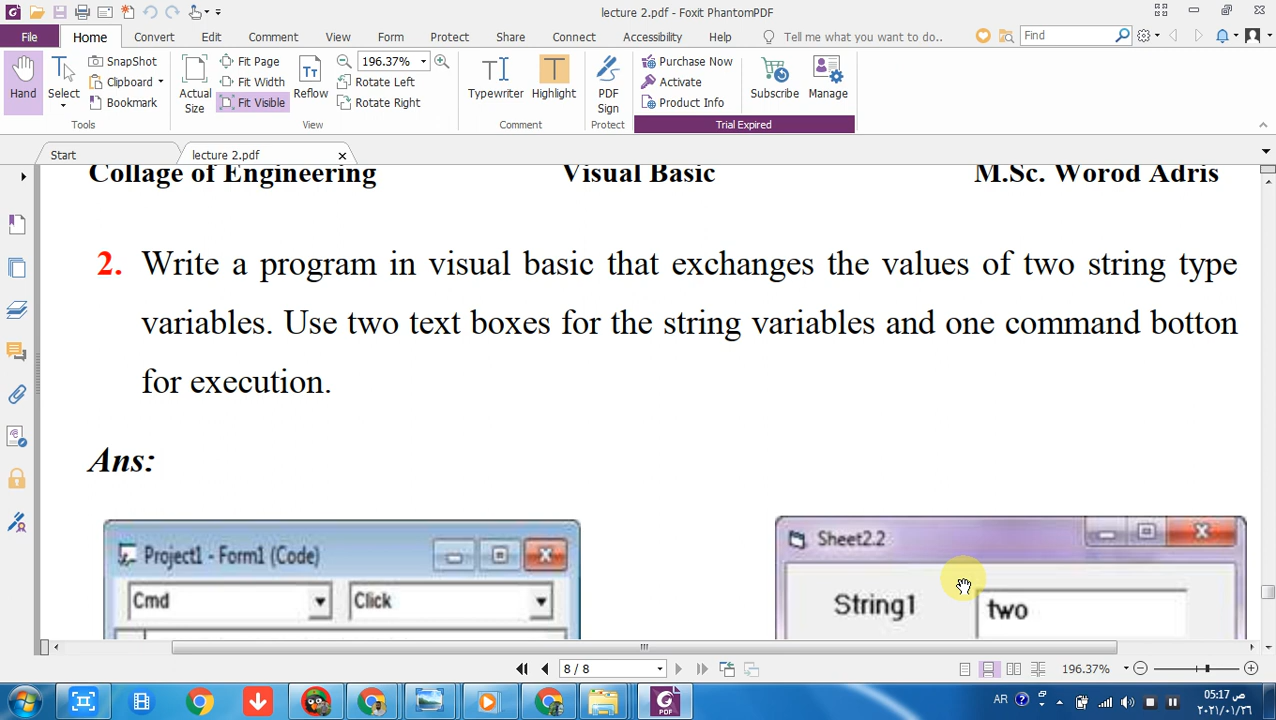 lecture 2.pdf - Foxit PhantomPDF
File Home Convert Edit Comment View Form Protect Share Connect Accessibility Help Tell me what you want to do.. Find
Hand
Select
SnapShot
Clipboard
Bookmark
Tools
Actual Size
Fit Page
Fit Width
Fit Visible
Reflow
196.37%
Rotate Left
Rotate Right
View
Typewriter
Highlight
Comment
PDF Sign
Protect
Purchase Now
Activate
Product Info
Trial Expired
Subscribe
Manage
Start lecture 2.pdf
Collage of Engineering Visual Basic M.Sc. Worod Adris
2. Write a program in visual basic that exchanges the values of two string type
variables. Use two text boxes for the string variables and one command botton
for execution.
Ans:
Project1 - Form1 (Code)
Cmd Click
Sheet2.2
String1 two
8 / 8 196.37%
AR 05:17 ص
٢٠٢١/٠١/٢٦